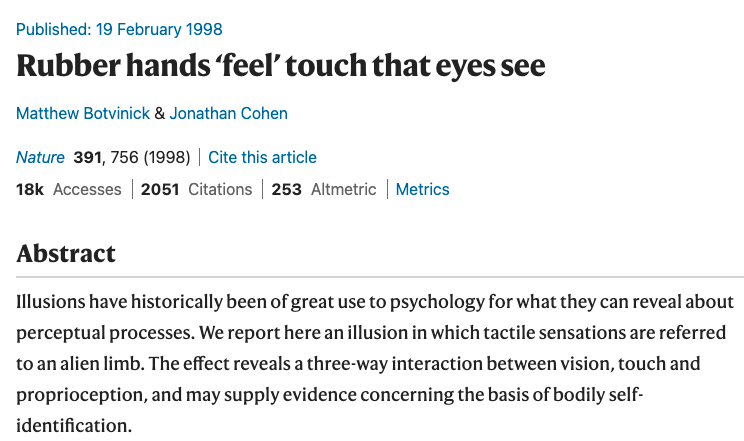 Published: 19 February 1998
Rubber hands ‘feel’ touch that eyes see
Matthew Botvinick & Jonathan Cohen
Nature 391, 756 (1998) | Cite this article
18k Accesses | 2051 Citations | 253 Altmetric | Metrics
Abstract
Illusions have historically been of great use to psychology for what they can reveal about
perceptual processes. We report here an illusion in which tactile sensations are referred
to an alien limb. The effect reveals a three-way interaction between vision, touch and
proprioception, and may supply evidence concerning the basis of bodily self-
identification.